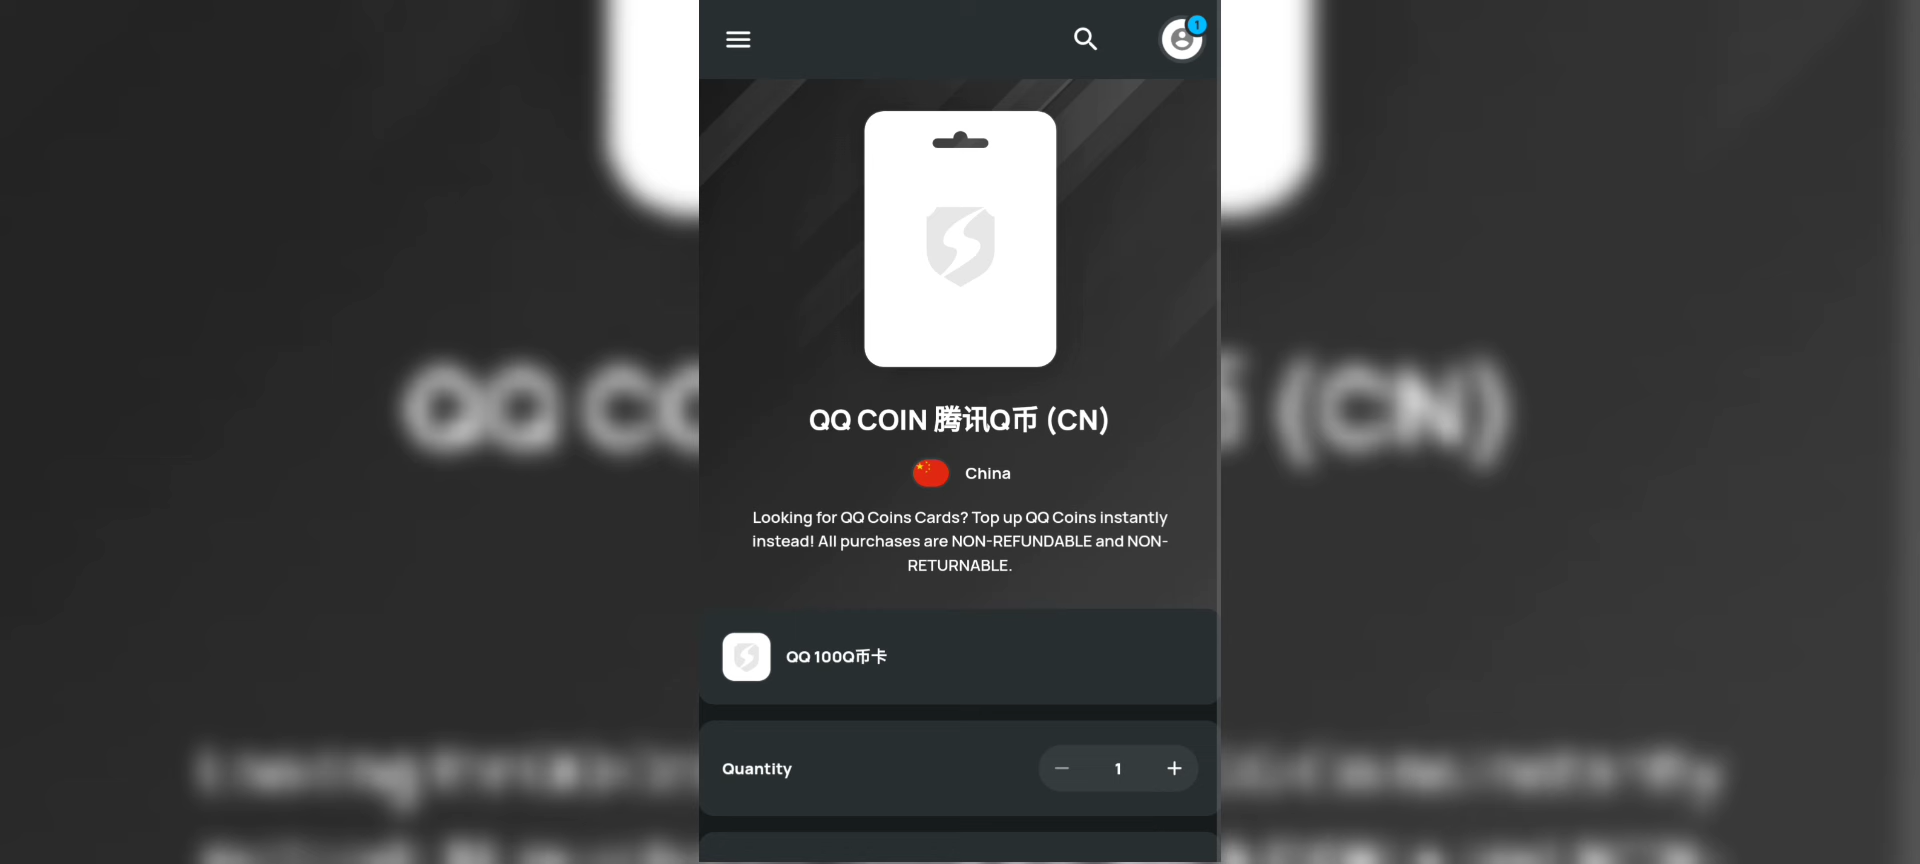 1
QQ COIN 腾讯Q币 (CN)
China
Looking for QQ Coins Cards? Top up QQ Coins instantly
instead! All purchases are NON-REFUNDABLE and NON-
RETURNABLE.
QQ 100Q币卡
Quantity
− 1 +